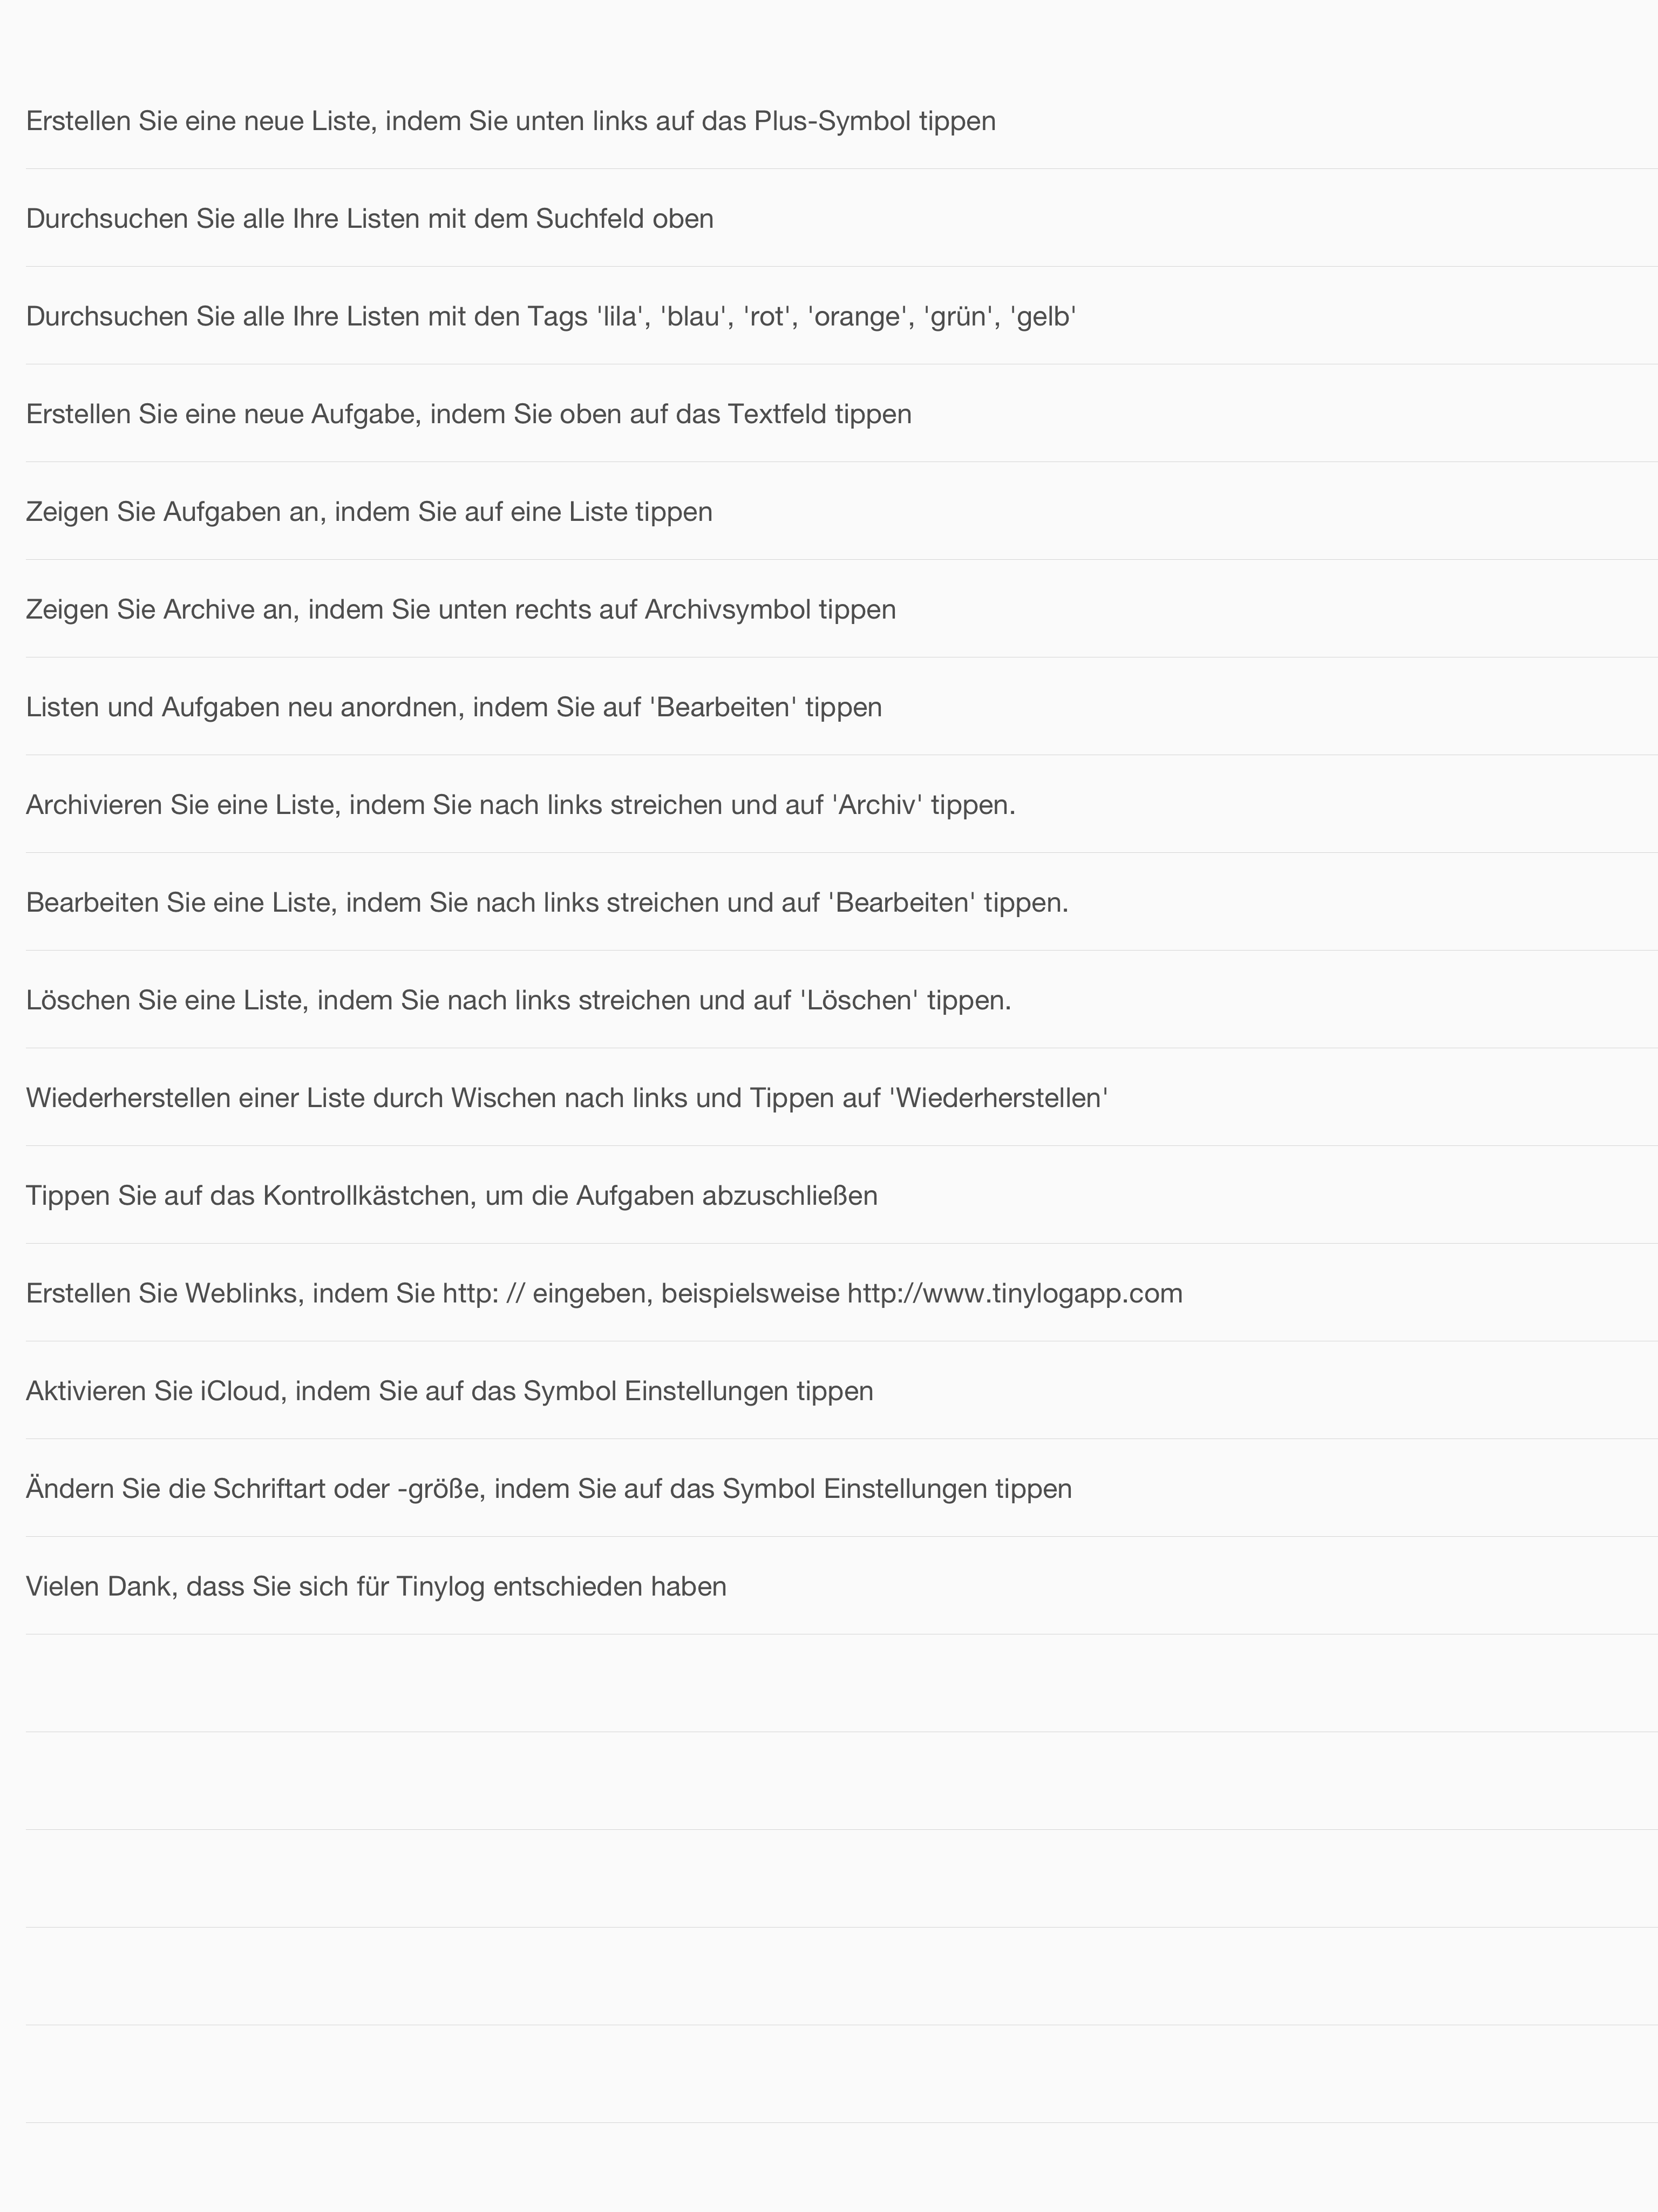 Erstellen Sie eine neue Liste, indem Sie unten links auf das Plus-Symbol tippen
Durchsuchen Sie alle Ihre Listen mit dem Suchfeld oben
Durchsuchen Sie alle Ihre Listen mit den Tags 'lila', 'blau', 'rot', 'orange', 'grün', 'gelb'
Erstellen Sie eine neue Aufgabe, indem Sie oben auf das Textfeld tippen
Zeigen Sie Aufgaben an, indem Sie auf eine Liste tippen
Zeigen Sie Archive an, indem Sie unten rechts auf Archivsymbol tippen
Listen und Aufgaben neu anordnen, indem Sie auf 'Bearbeiten' tippen
Archivieren Sie eine Liste, indem Sie nach links streichen und auf 'Archiv' tippen.
Bearbeiten Sie eine Liste, indem Sie nach links streichen und auf 'Bearbeiten' tippen.
Löschen Sie eine Liste, indem Sie nach links streichen und auf 'Löschen' tippen.
Wiederherstellen einer Liste durch Wischen nach links und Tippen auf 'Wiederherstellen'
Tippen Sie auf das Kontrollkästchen, um die Aufgaben abzuschließen
Erstellen Sie Weblinks, indem Sie http: // eingeben, beispielsweise http://www.tinylogapp.com
Aktivieren Sie iCloud, indem Sie auf das Symbol Einstellungen tippen
Ändern Sie die Schriftart oder -größe, indem Sie auf das Symbol Einstellungen tippen
Vielen Dank, dass Sie sich für Tinylog entschieden haben